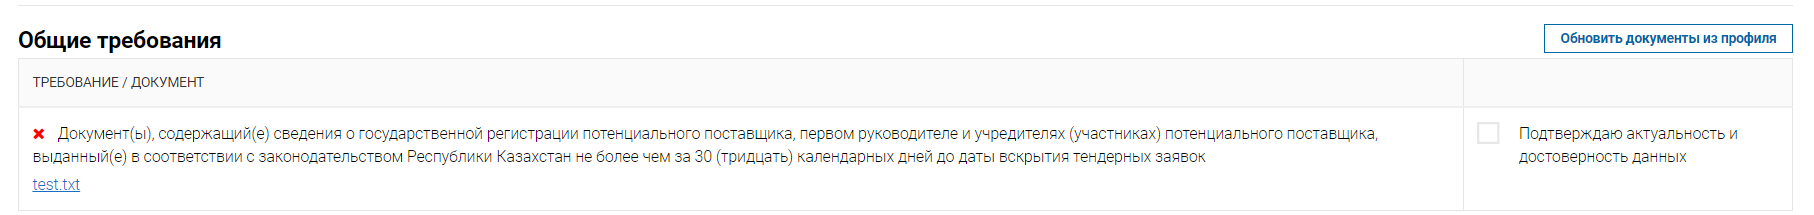 Общие требования
Обновить документы из профиля
ТРЕБОВАНИЕ / ДОКУМЕНТ
Документ(ы), содержащий(е) сведения о государственной регистрации потенциального поставщика, первом руководителе и учредителях (участниках) потенциального поставщика,
выданный(е) в соответствии с законодательством Республики Казахстан не более чем за 30 (тридцать) календарных дней до даты вскрытия тендерных заявок
test.txt
Подтверждаю актуальность и
достоверность данных